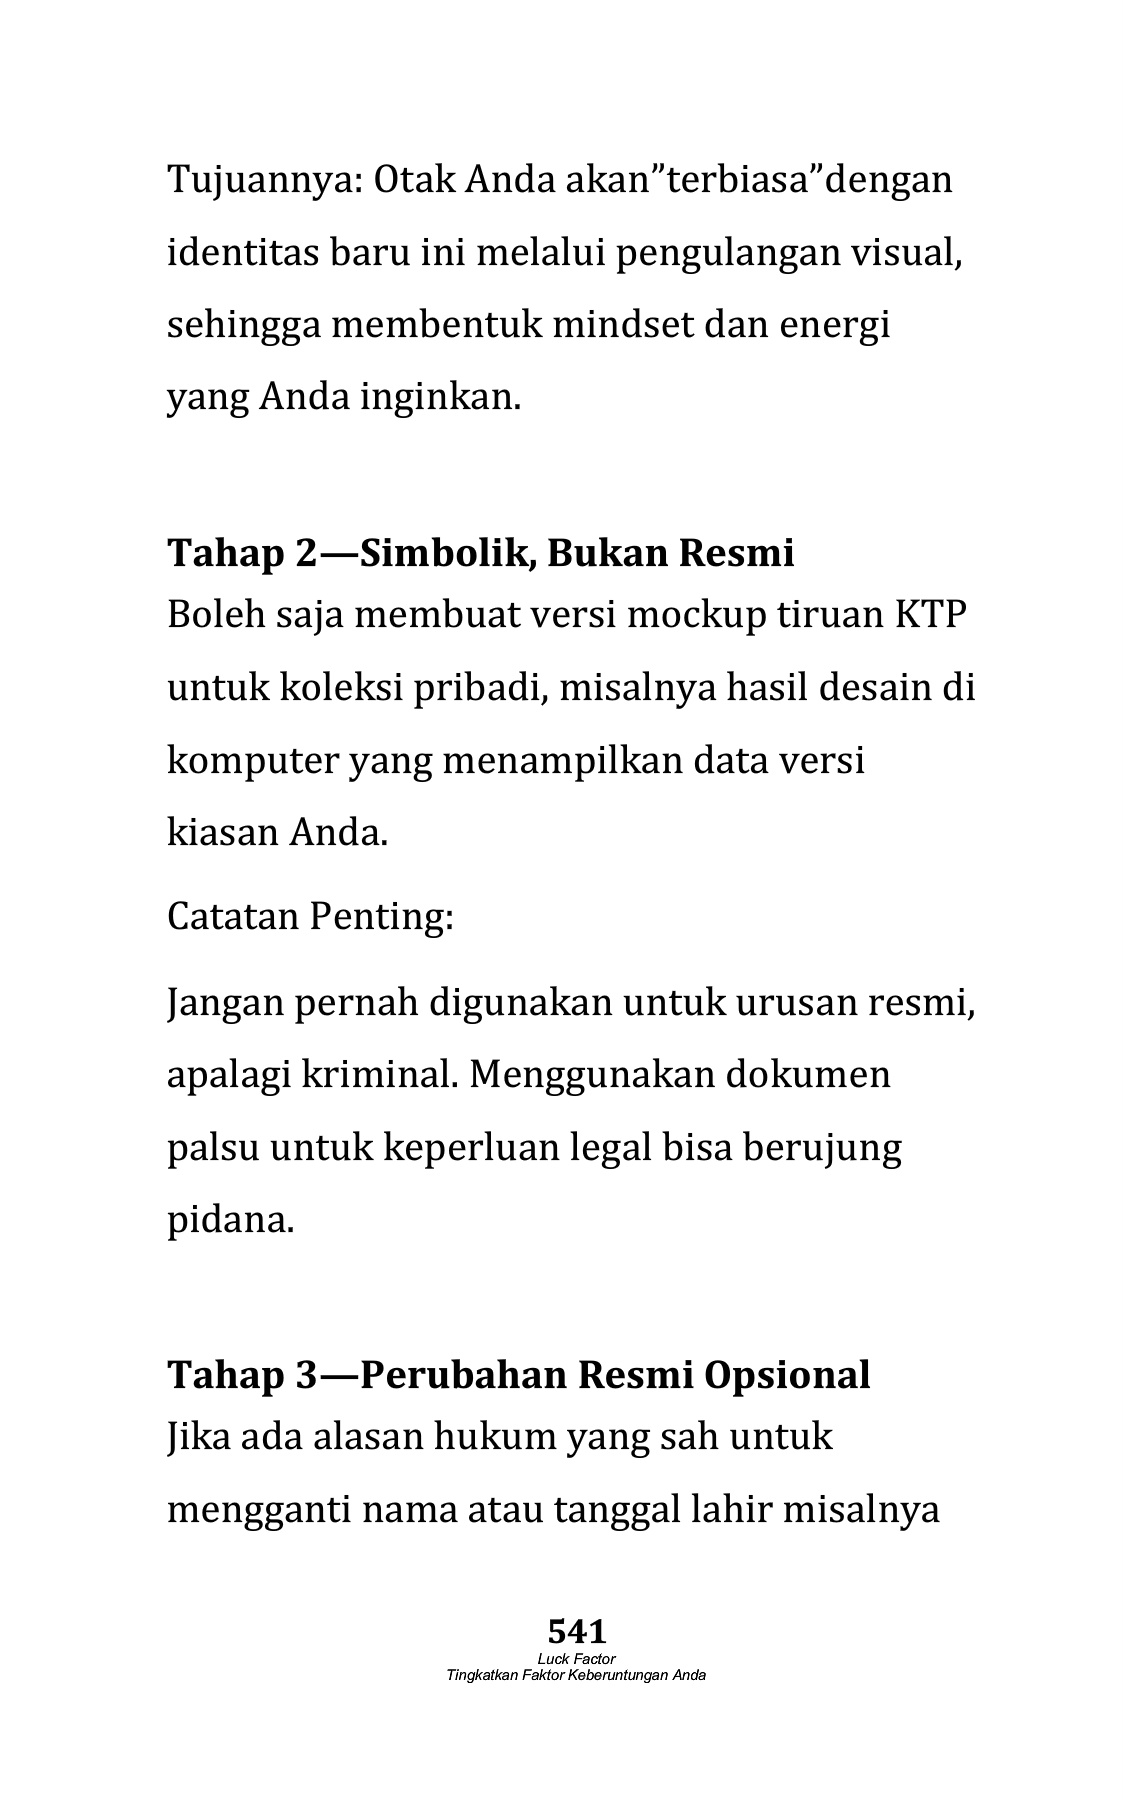 Tujuannya: Otak Anda akan”terbiasa”dengan
identitas baru ini melalui pengulangan visual,
sehingga membentuk mindset dan energi
yang Anda inginkan.
Tahap 2—Simbolik, Bukan Resmi
Boleh saja membuat versi mockup tiruan KTP
untuk koleksi pribadi, misalnya hasil desain di
komputer yang menampilkan data versi
kiasan Anda.
Catatan Penting:
Jangan pernah digunakan untuk urusan resmi,
apalagi kriminal. Menggunakan dokumen
palsu untuk keperluan legal bisa berujung
pidana.
Tahap 3—Perubahan Resmi Opsional
Jika ada alasan hukum yang sah untuk
mengganti nama atau tanggal lahir misalnya
541
Luck Factor
Tingkatkan Faktor Keberuntungan Anda